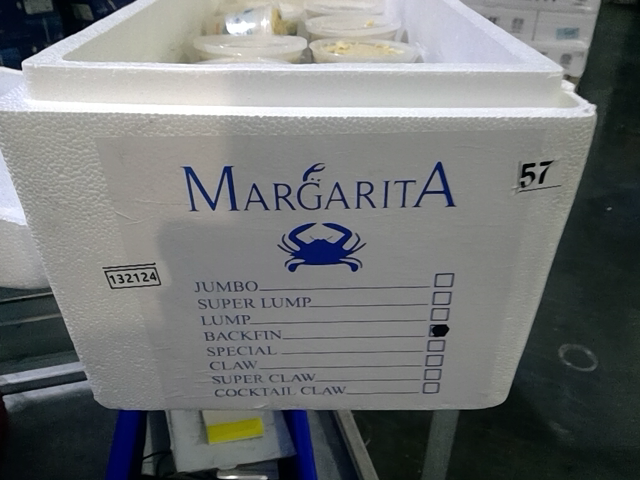 MARGARITA
57
132124
JUMBO
SUPER LUMP
LUMP
BACKFIN
SPECIAL
CLAW
SUPER CLAW
COCKTAIL CLAW